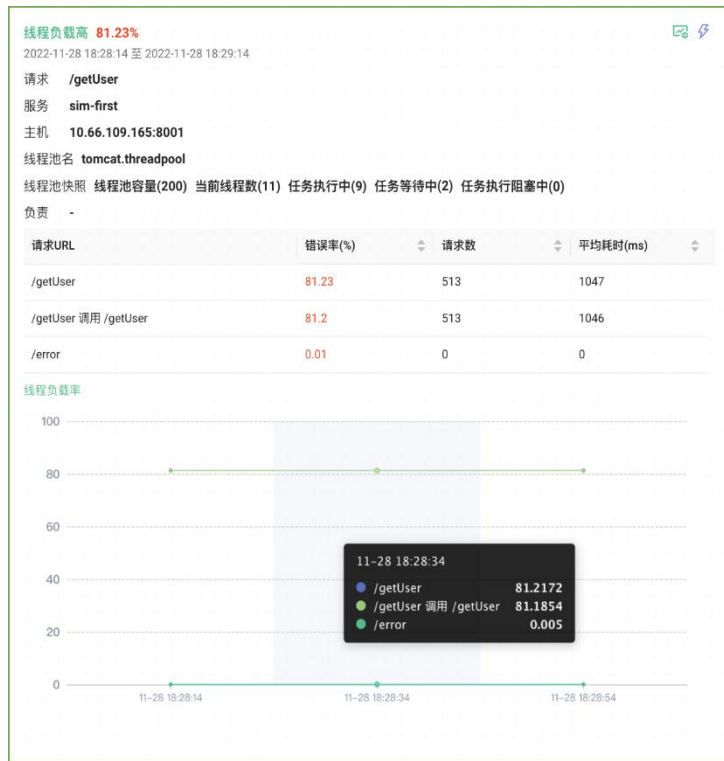 线程负载高 81.23%
2022-11-28 18:28:14 至 2022-11-28 18:29:14
请求 /getUser
服务 sim-first
主机 10.66.109.165:8001
线程池名 tomcat.threadpool
线程池快照 线程池容量(200) 当前线程数(11) 任务执行中(9) 任务等待中(2) 任务执行阻塞中(0)
负责 -
请求URL 错误率(%) 请求数 平均耗时(ms)
/getUser 81.23 513 1047
/getUser 调用 /getUser 81.2 513 1046
/error 0.01 0 0
线程负载率
100
80
60
40
20
0
11-28 18:28:34
/getUser 81.2172
/getUser 调用 /getUser 81.1854
/error 0.005
11-28 18:28:14 11-28 18:28:34 11-28 18:28:54